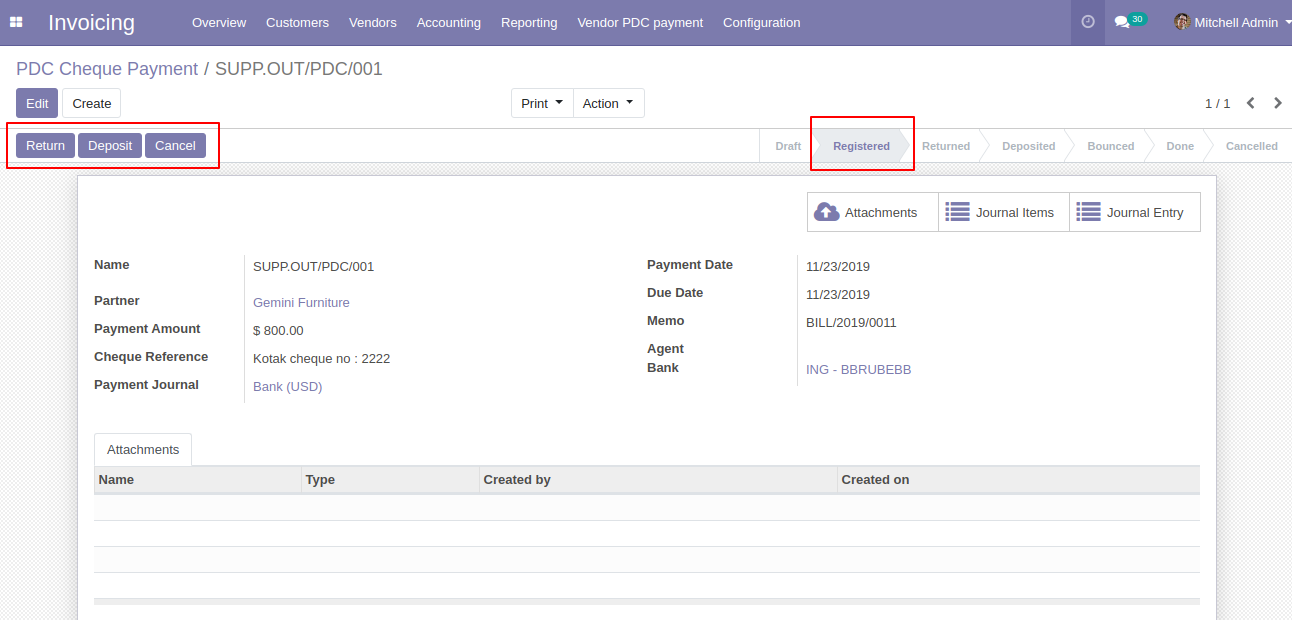 Invoicing Overview Customers Vendors Accounting Reporting Vendor PDC payment Configuration 30 Mitchell Admin
PDC Cheque Payment / SUPP.OUT/PDC/001
Edit Create Print Action 1 / 1
Return Deposit Cancel Draft Registered Returned Deposited Bounced Done Cancelled
Attachments Journal Items Journal Entry
Name SUPP.OUT/PDC/001 Payment Date 11/23/2019
Partner Gemini Furniture Due Date 11/23/2019
Payment Amount $ 800.00 Memo BILL/2019/0011
Cheque Reference Kotak cheque no : 2222 Agent
Payment Journal Bank (USD) Bank ING - BBRUBEBB
Attachments
Name Type Created by Created on